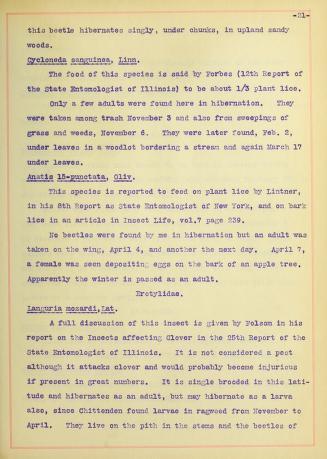 -21-
this beetle hibernates singly, under chunks, in upland sandy
woods.
Cycloneda sanguinea, Linn.
The food of this species is said by Forbes (12th Report of
the State Entomologist of Illinois) to be about 1/3 plant lice.
Only a few adults were found here in hibernation. They
were taken among trash November 3 and also from sweepings of
grass and weeds, November 6. They were later found, Feb. 2,
under leaves in a woodlot bordering a stream and again March 17
under leaves.
Anatis 15-punctata, Oliv.
This species is reported to feed on plant lice by Lintner,
in his 8th Report as State Entomologist of New York, and on bark
lice in an article in Insect Life, vol.7 page 239.
No beetles were found by me in hibernation but an adult was
taken on the wing, April 4, and another the next day. April 7,
a female was seen depositing eggs on the bark of an apple tree.
Apparently the winter is passed as an adult.
Erotylidae.
Languria mozardi, Lat.
A full discussion of this insect is given by Folsom in his
report on the Insects affecting Clover in the 25th Report of the
State Entomologist of Illinois. It is not considered a pest
although it attacks clover and would probably become injurious
if present in great numbers. It is single brooded in this lati-
tude and hibernates as an adult, but may hibernate as a larva
also, since Chittenden found larvae in ragweed from November to
April. They live on the pith in the stems and the beetles of